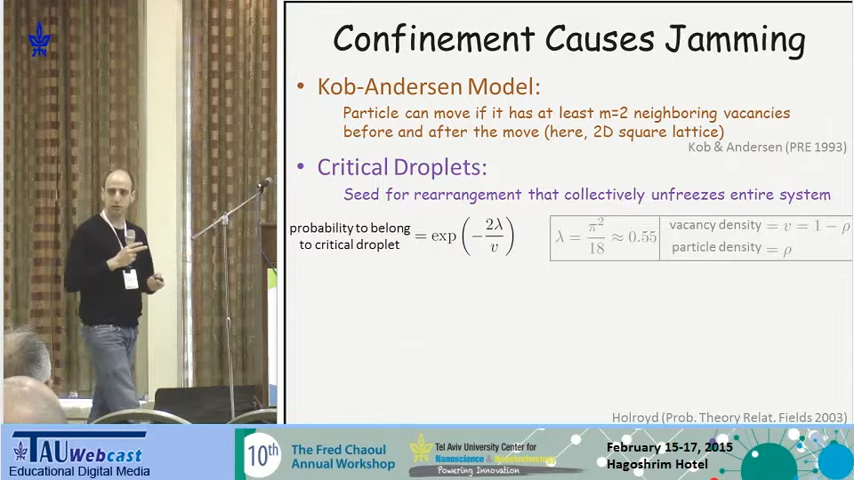 Confinement Causes Jamming
• Kob-Andersen Model:
Particle can move if it has at least m=2 neighboring vacancies
before and after the move (here, 2D square lattice)
Kob & Andersen (PRE 1993)
• Critical Droplets:
Seed for rearrangement that collectively unfreezes entire system
probability to belong
to critical droplet = exp(−2λ/v)
λ = π²/18 ≈ 0.55
vacancy density = v = 1 − ρ
particle density = ρ
Holroyd (Prob. Theory Relat. Fields 2003)
TAU Webcast
Educational Digital Media
10th
The Fred Chaoul
Annual Workshop
Tel Aviv University Center for
Nanoscience & Nanotechnology
Powering Innovation
February 15-17, 2015
Hagoshrim Hotel